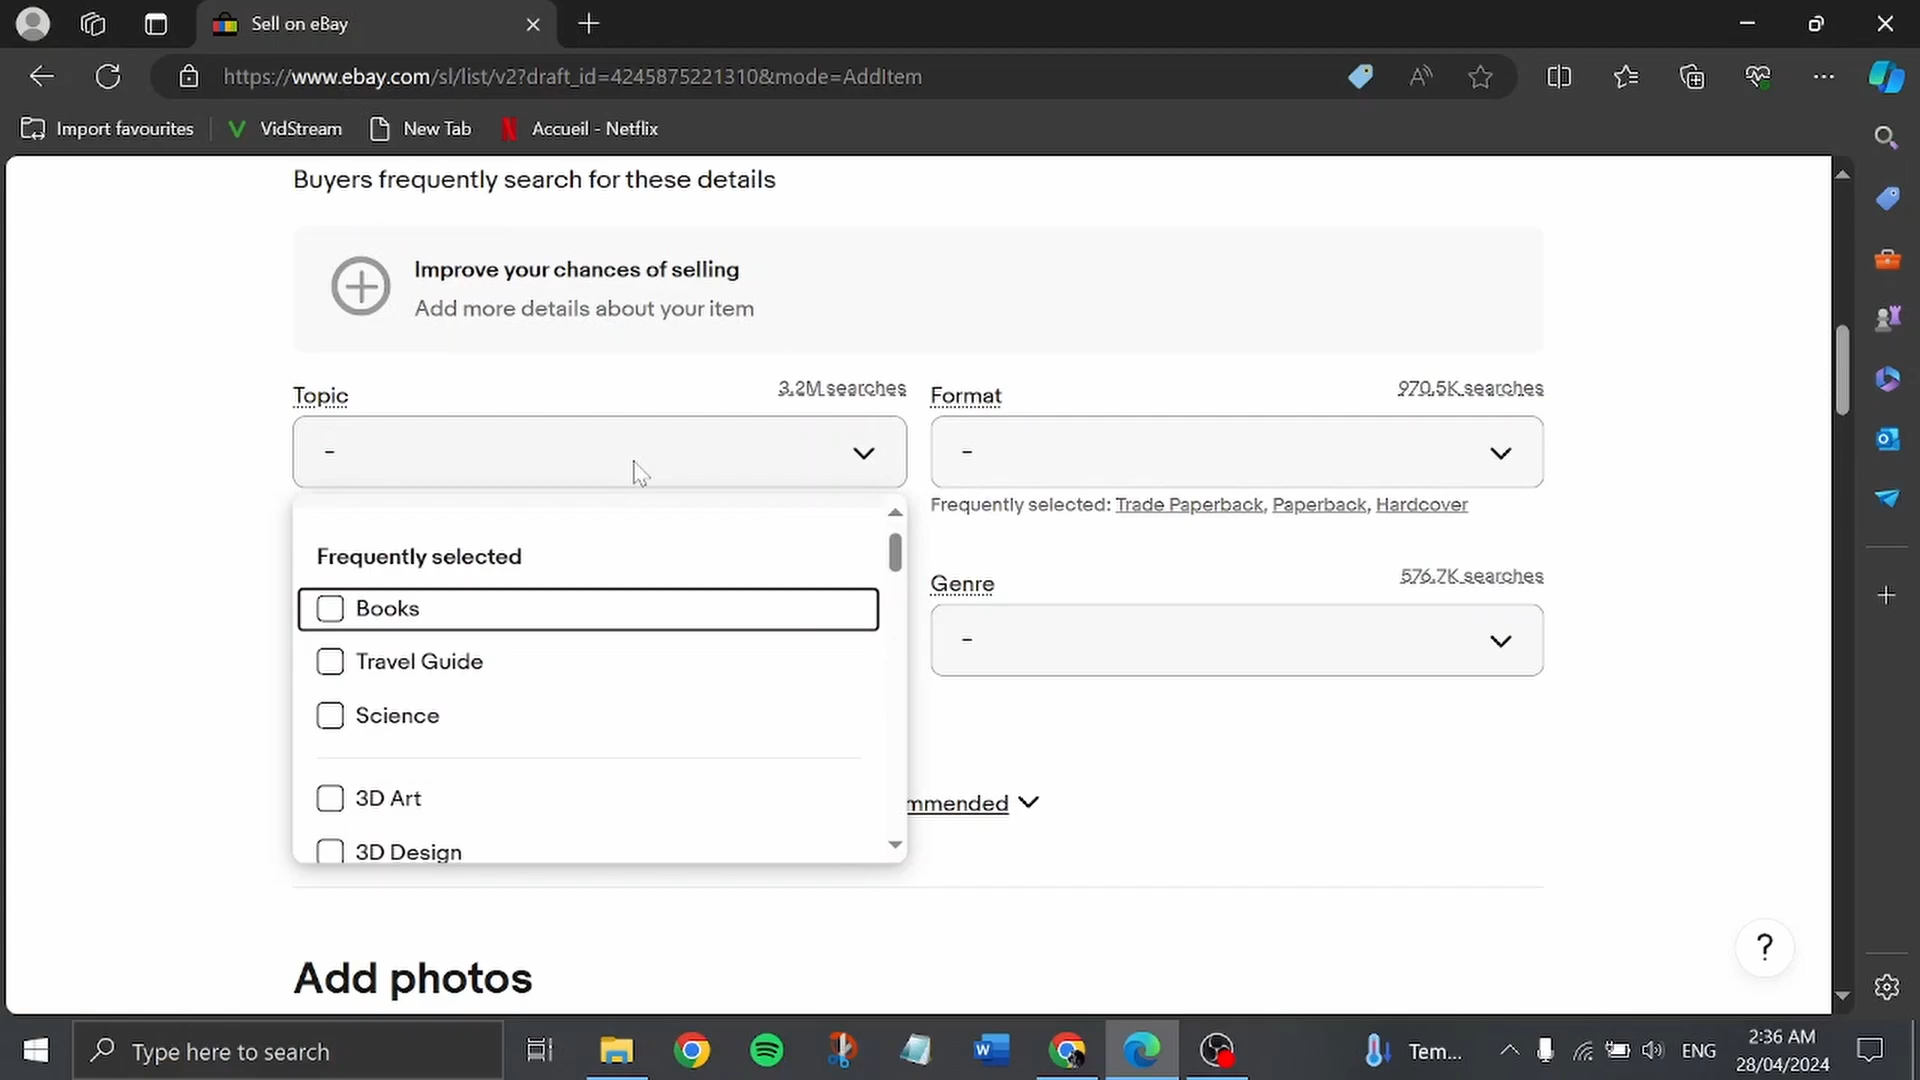 Sell on eBay
https://www.ebay.com/sl/list/v2?draft_id=4245875221310&mode=AddItem
Import favourites
VidStream
New Tab
Accueil - Netflix
Buyers frequently search for these details
Improve your chances of selling
Add more details about your item
Topic
3.2M searches
Format
970.5K searches
-
-
Frequently selected: Trade Paperback, Paperback, Hardcover
Frequently selected
Books
Travel Guide
Science
3D Art
3D Design
Genre
576.7K searches
-
mmended
Add photos
?
Type here to search
Tem...
ENG
2:36 AM
28/04/2024